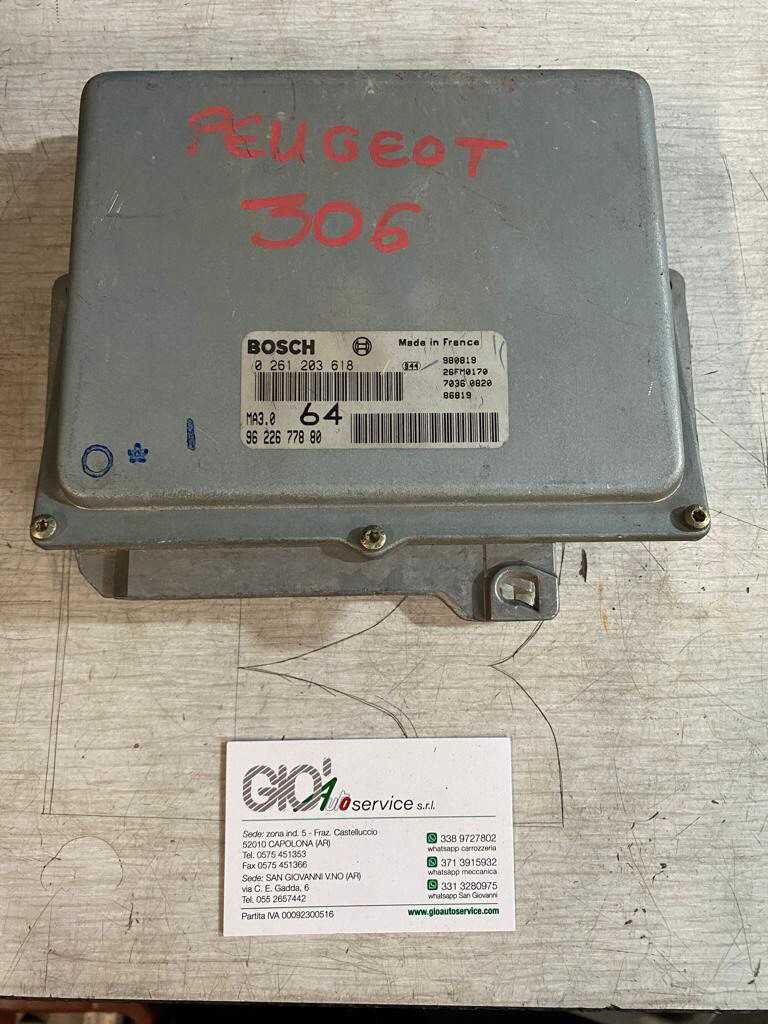 PEUGEOT
306
BOSCH Made in France
0 261 203 618 844 980819
26FM0170
7036 0820
86819
MA3.0 64
96 226 778 80
GIO' Auto service s.r.l.
Sede: zona ind. 5 - Fraz. Castelluccio
52010 CAPOLONA (AR)
Tel. 0575 451353
Fax 0575 451366
Sede: SAN GIOVANNI V.NO (AR)
via C. E. Gadda, 6
Tel. 055 2657442
Partita IVA 00092300516
338 9727802
whatsapp carrozzeria
371 3915932
whatsapp meccanica
331 3280975
whatsapp San Giovanni
www.gioautoservice.com